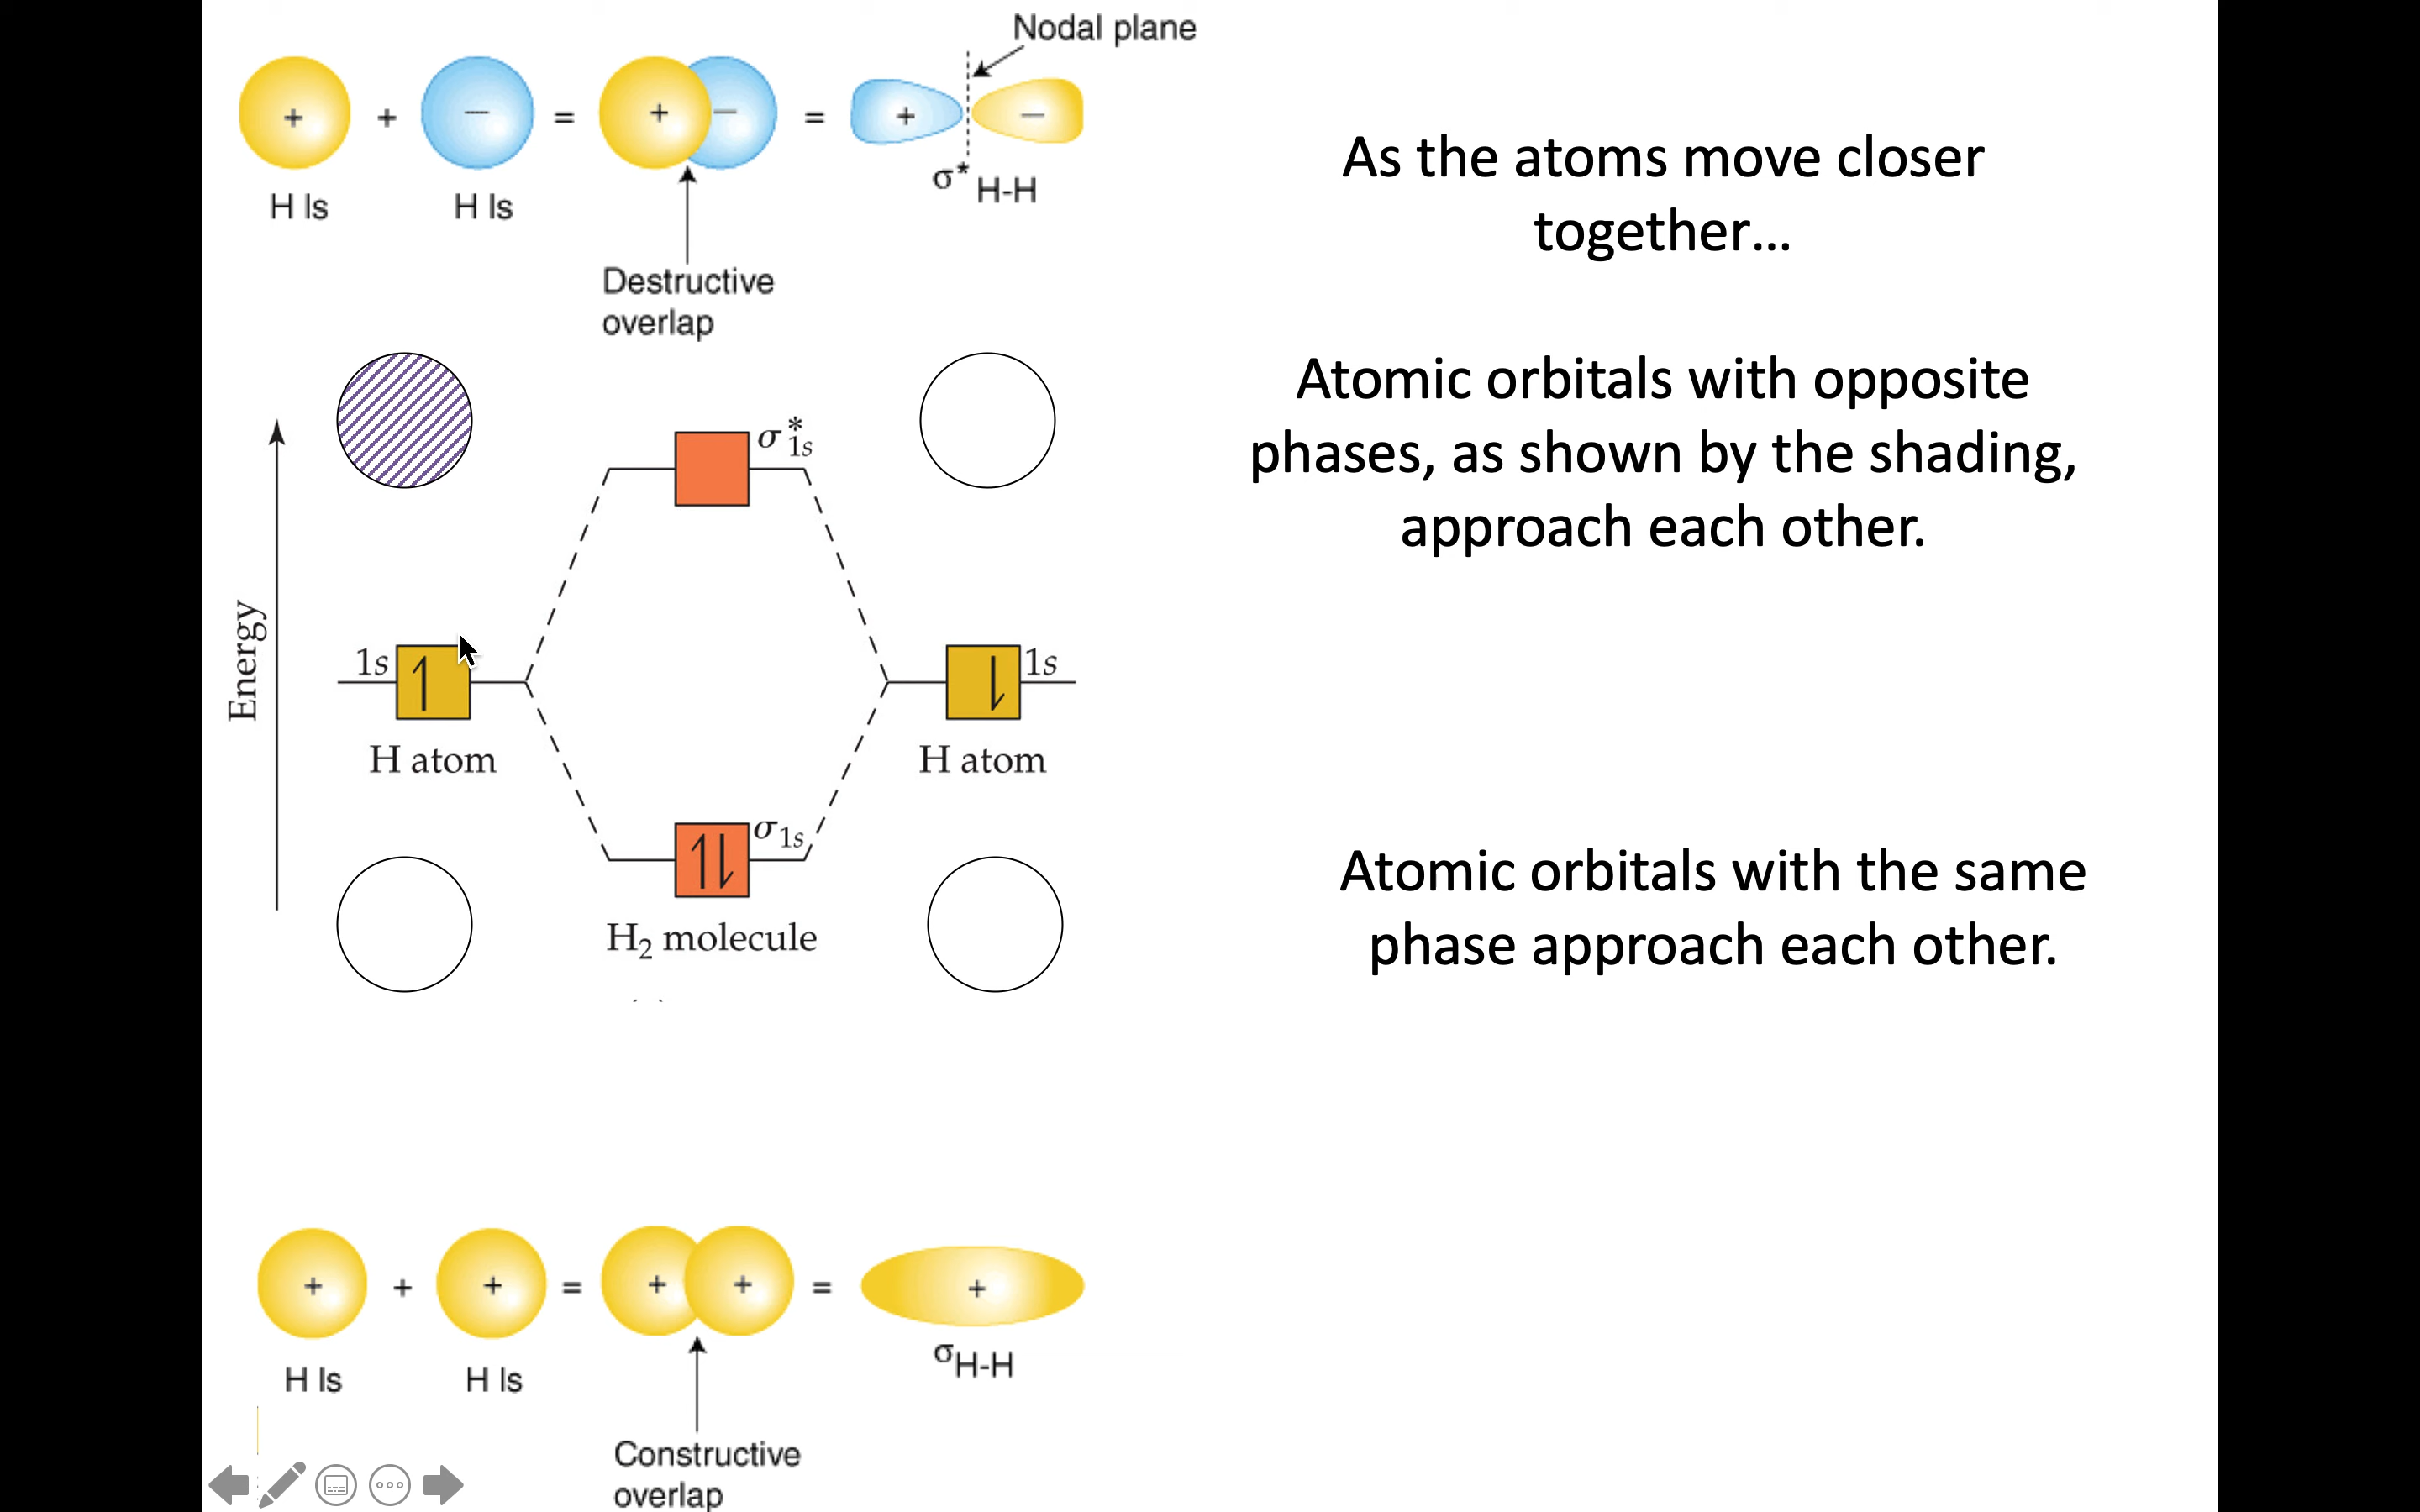 Nodal plane
+ + − = + − = + −
H ls H ls σ* H-H
Destructive
overlap
As the atoms move closer
together...
Atomic orbitals with opposite
phases, as shown by the shading,
approach each other.
Energy
σ*1s
1s 1s
H atom H atom
σ1s
H2 molecule
Atomic orbitals with the same
phase approach each other.
+ + + = + + = +
H ls H ls σH-H
Constructive
overlap